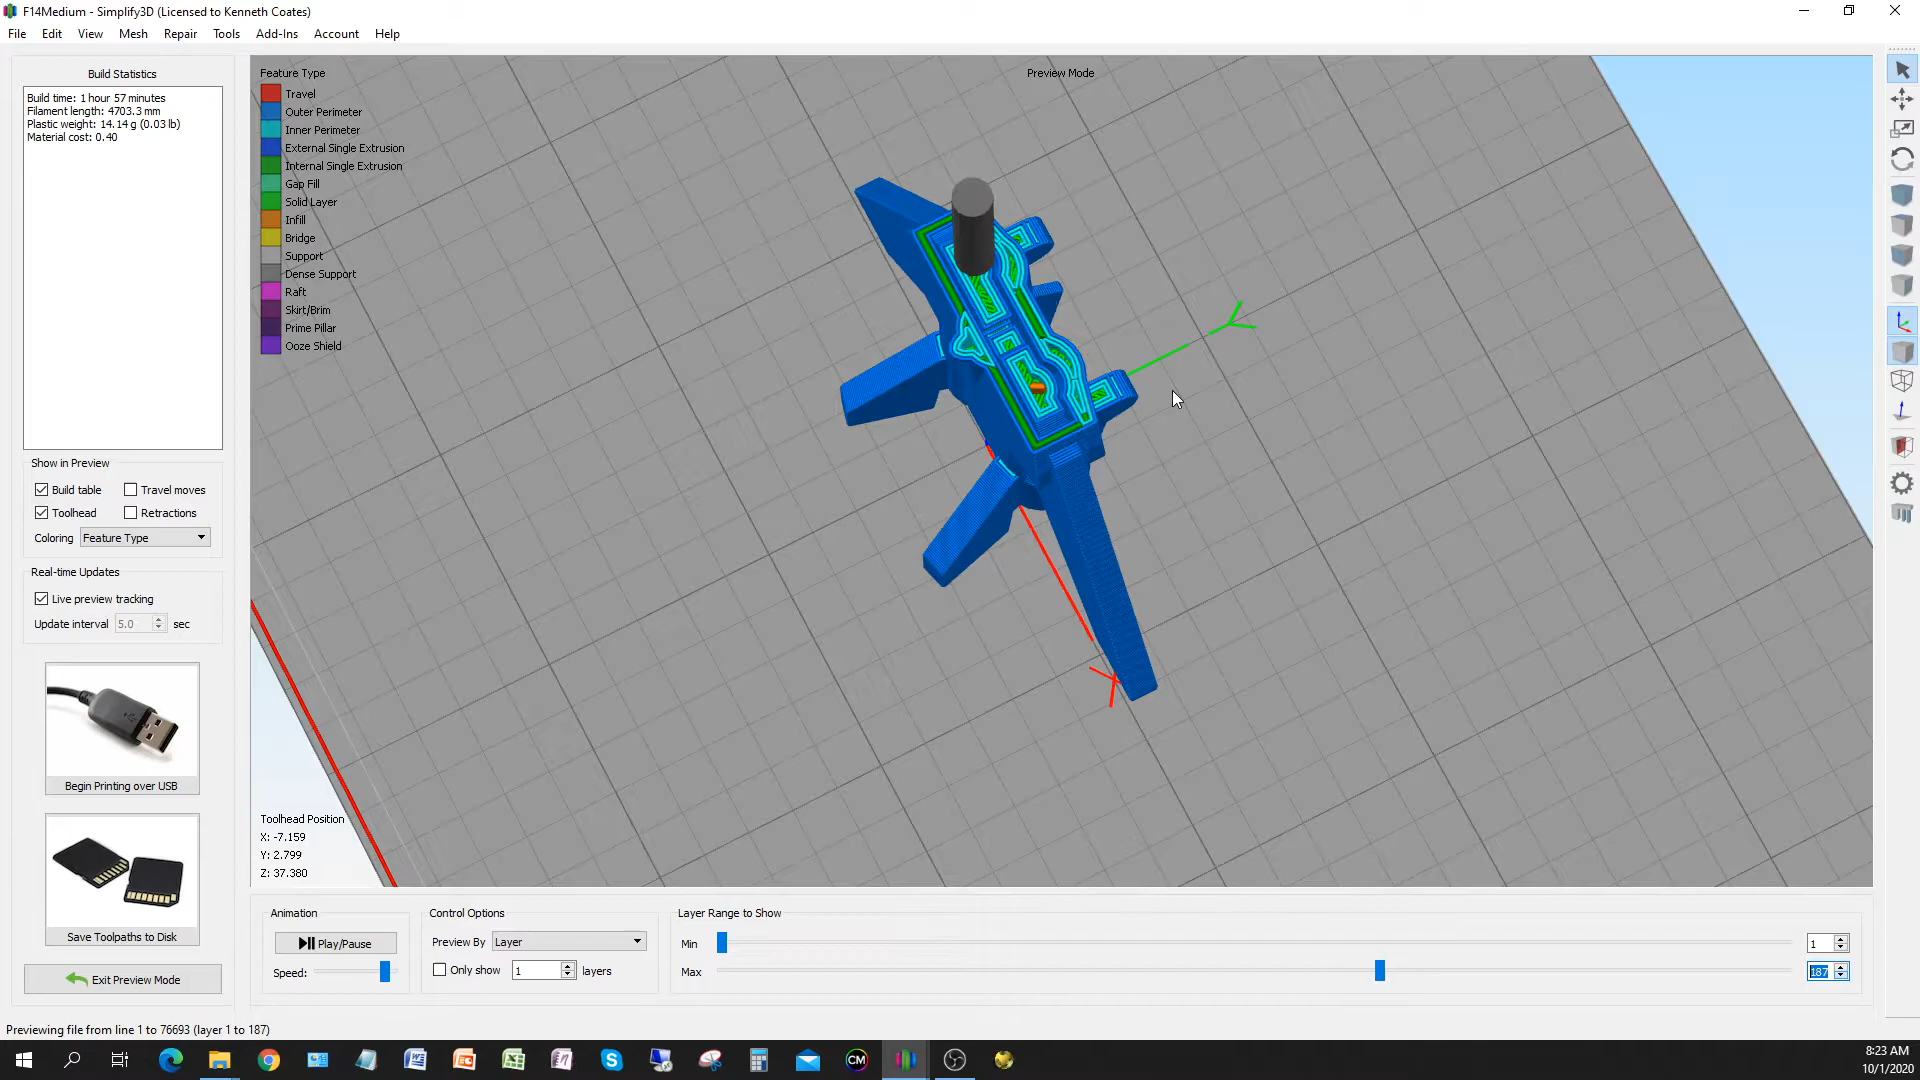 F14Medium - Simplify3D (Licensed to Kenneth Coates)
File Edit View Mesh Repair Tools Add-Ins Account Help
Build Statistics
Build time: 1 hour 57 minutes
Filament length: 4703.3 mm
Plastic weight: 14.14 g (0.03 lb)
Material cost: 0.40
Show in Preview
Build table Travel moves
Toolhead Retractions
Coloring Feature Type
Real-time Updates
Live preview tracking
Update interval 5.0 sec
Begin Printing over USB
Save Toolpaths to Disk
Exit Preview Mode
Feature Type
Travel
Outer Perimeter
Inner Perimeter
External Single Extrusion
Internal Single Extrusion
Gap Fill
Solid Layer
Infill
Bridge
Support
Dense Support
Raft
Skirt/Brim
Prime Pillar
Ooze Shield
Preview Mode
Toolhead Position
X: -7.159
Y: 2.799
Z: 37.380
Animation
Play/Pause
Speed:
Control Options
Preview By Layer
Only show 1 layers
Layer Range to Show
Min 1
Max 187
Previewing file from line 1 to 76693 (layer 1 to 187)
CM
8:23 AM
10/1/2020